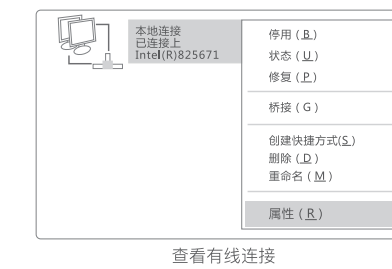 本地连接
已连接上
Intel(R)825671
停用（B）
状态（U）
修复（P）
桥接（G）
创建快捷方式(S)
删除（D）
重命名（M）
属性（R）
查看有线连接